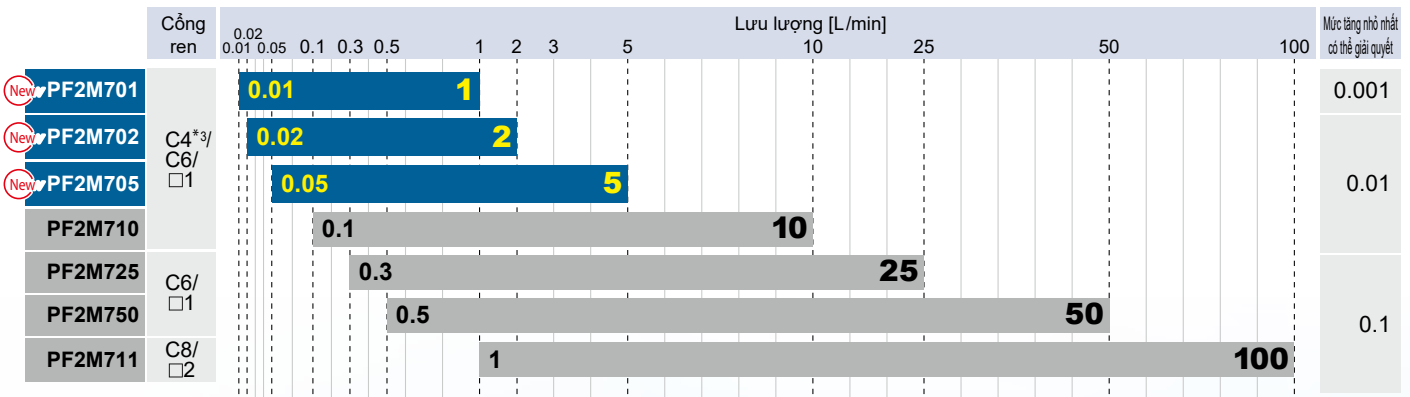 Cổng ren
Lưu lượng [L/min]
Mức tăng nhỏ nhất
có thể giải quyết
0.01 0.02 0.05 0.1 0.3 0.5 1 2 3 5 10 25 50 100
New PF2M701 0.01 1 0.001
New PF2M702 0.02 2
C4*3/
C6/
□1
New PF2M705 0.05 5 0.01
PF2M710 0.1 10
PF2M725 0.3 25
C6/
□1
PF2M750 0.5 50
0.1
PF2M711 C8/
□2
1 100